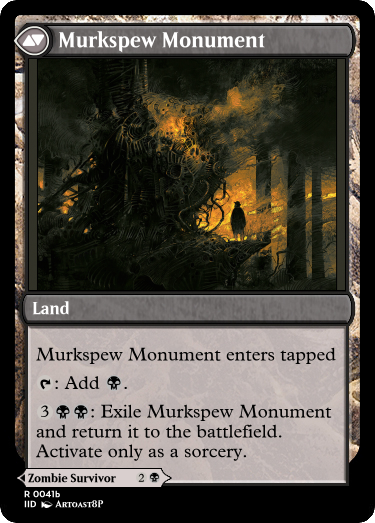 Murkspew Monument
Land
Murkspew Monument enters tapped
: Add .
3 : Exile Murkspew Monument
and return it to the battlefield.
Activate only as a sorcery.
Zombie Survivor 2
R 0041b
IID Artoast8P